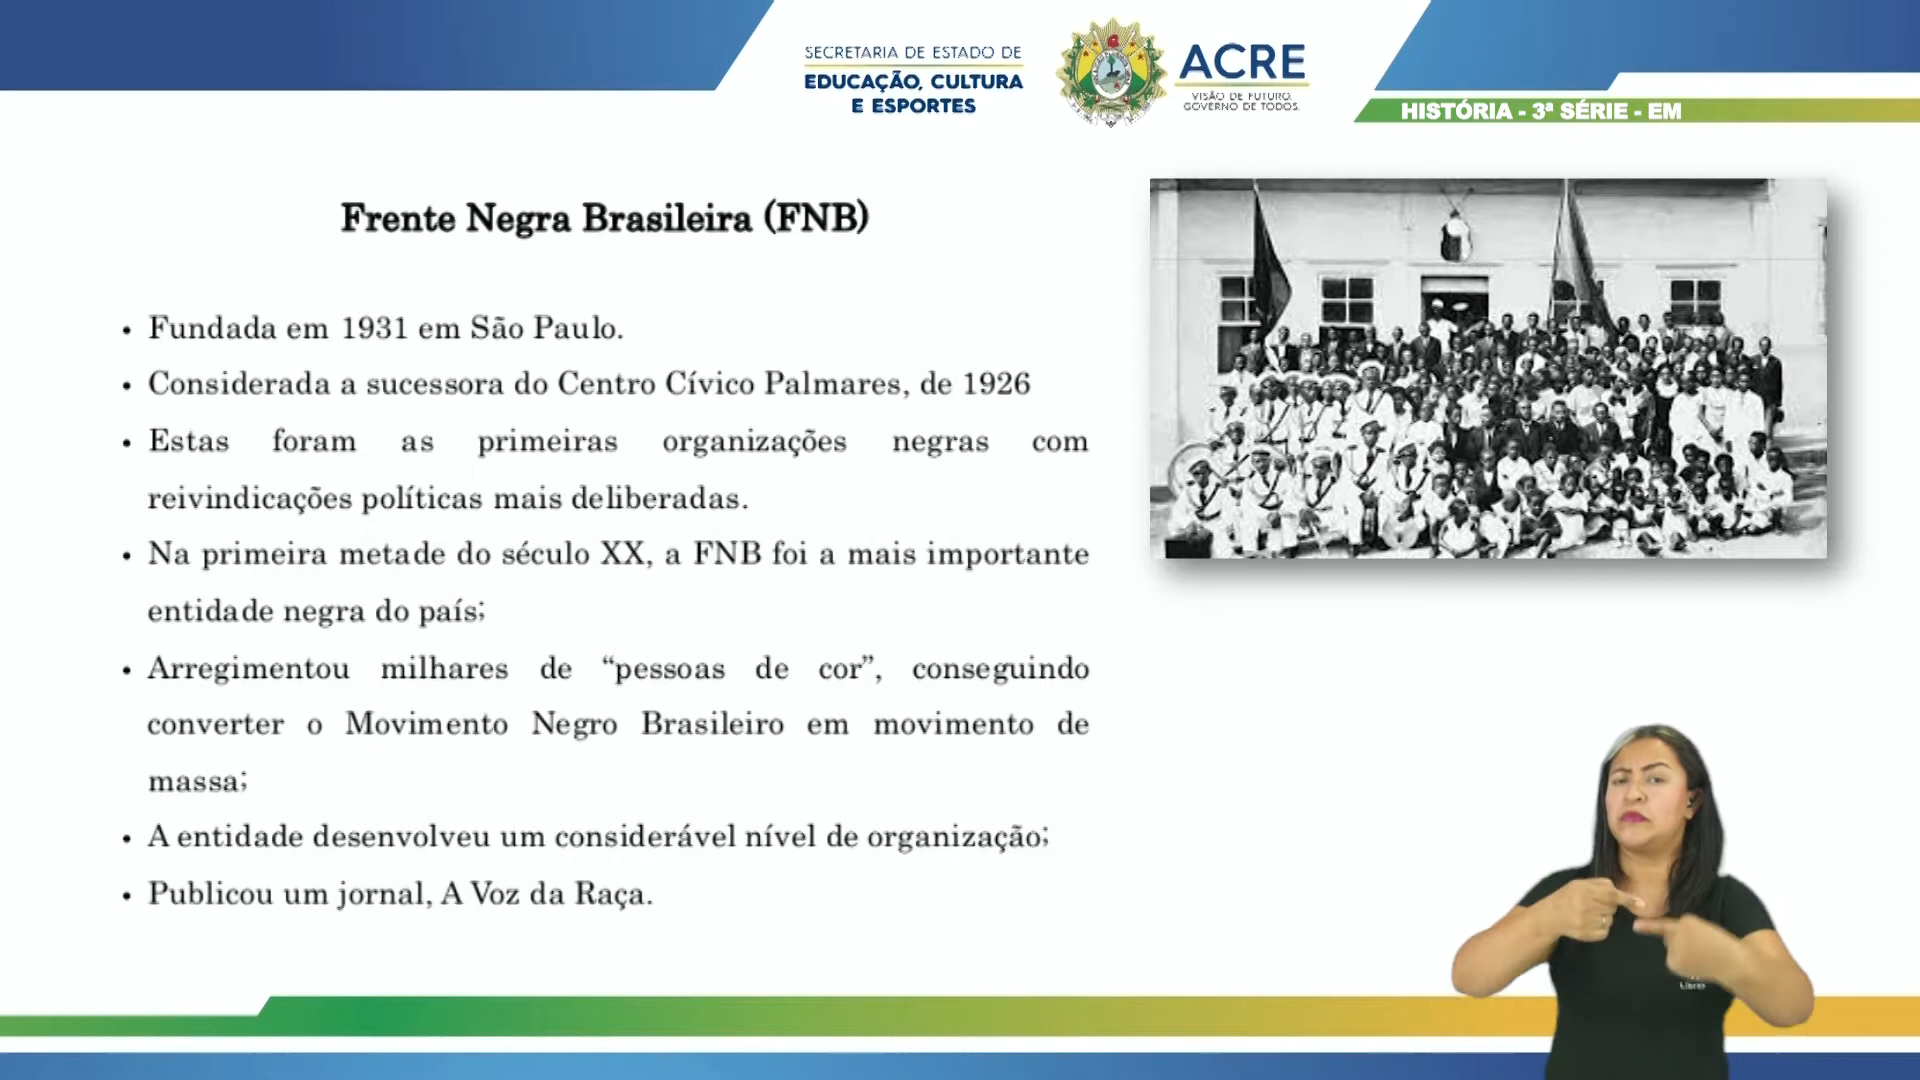 SECRETARIA DE ESTADO DE
EDUCAÇÃO, CULTURA
E ESPORTES
ACRE
VISÃO DE FUTURO.
GOVERNO DE TODOS.
HISTÓRIA - 3ª SÉRIE - EM
Frente Negra Brasileira (FNB)
• Fundada em 1931 em São Paulo.
• Considerada a sucessora do Centro Cívico Palmares, de 1926
• Estas foram as primeiras organizações negras com
reivindicações políticas mais deliberadas.
• Na primeira metade do século XX, a FNB foi a mais importante
entidade negra do país;
• Arregimentou milhares de “pessoas de cor”, conseguindo
converter o Movimento Negro Brasileiro em movimento de
massa;
• A entidade desenvolveu um considerável nível de organização;
• Publicou um jornal, A Voz da Raça.